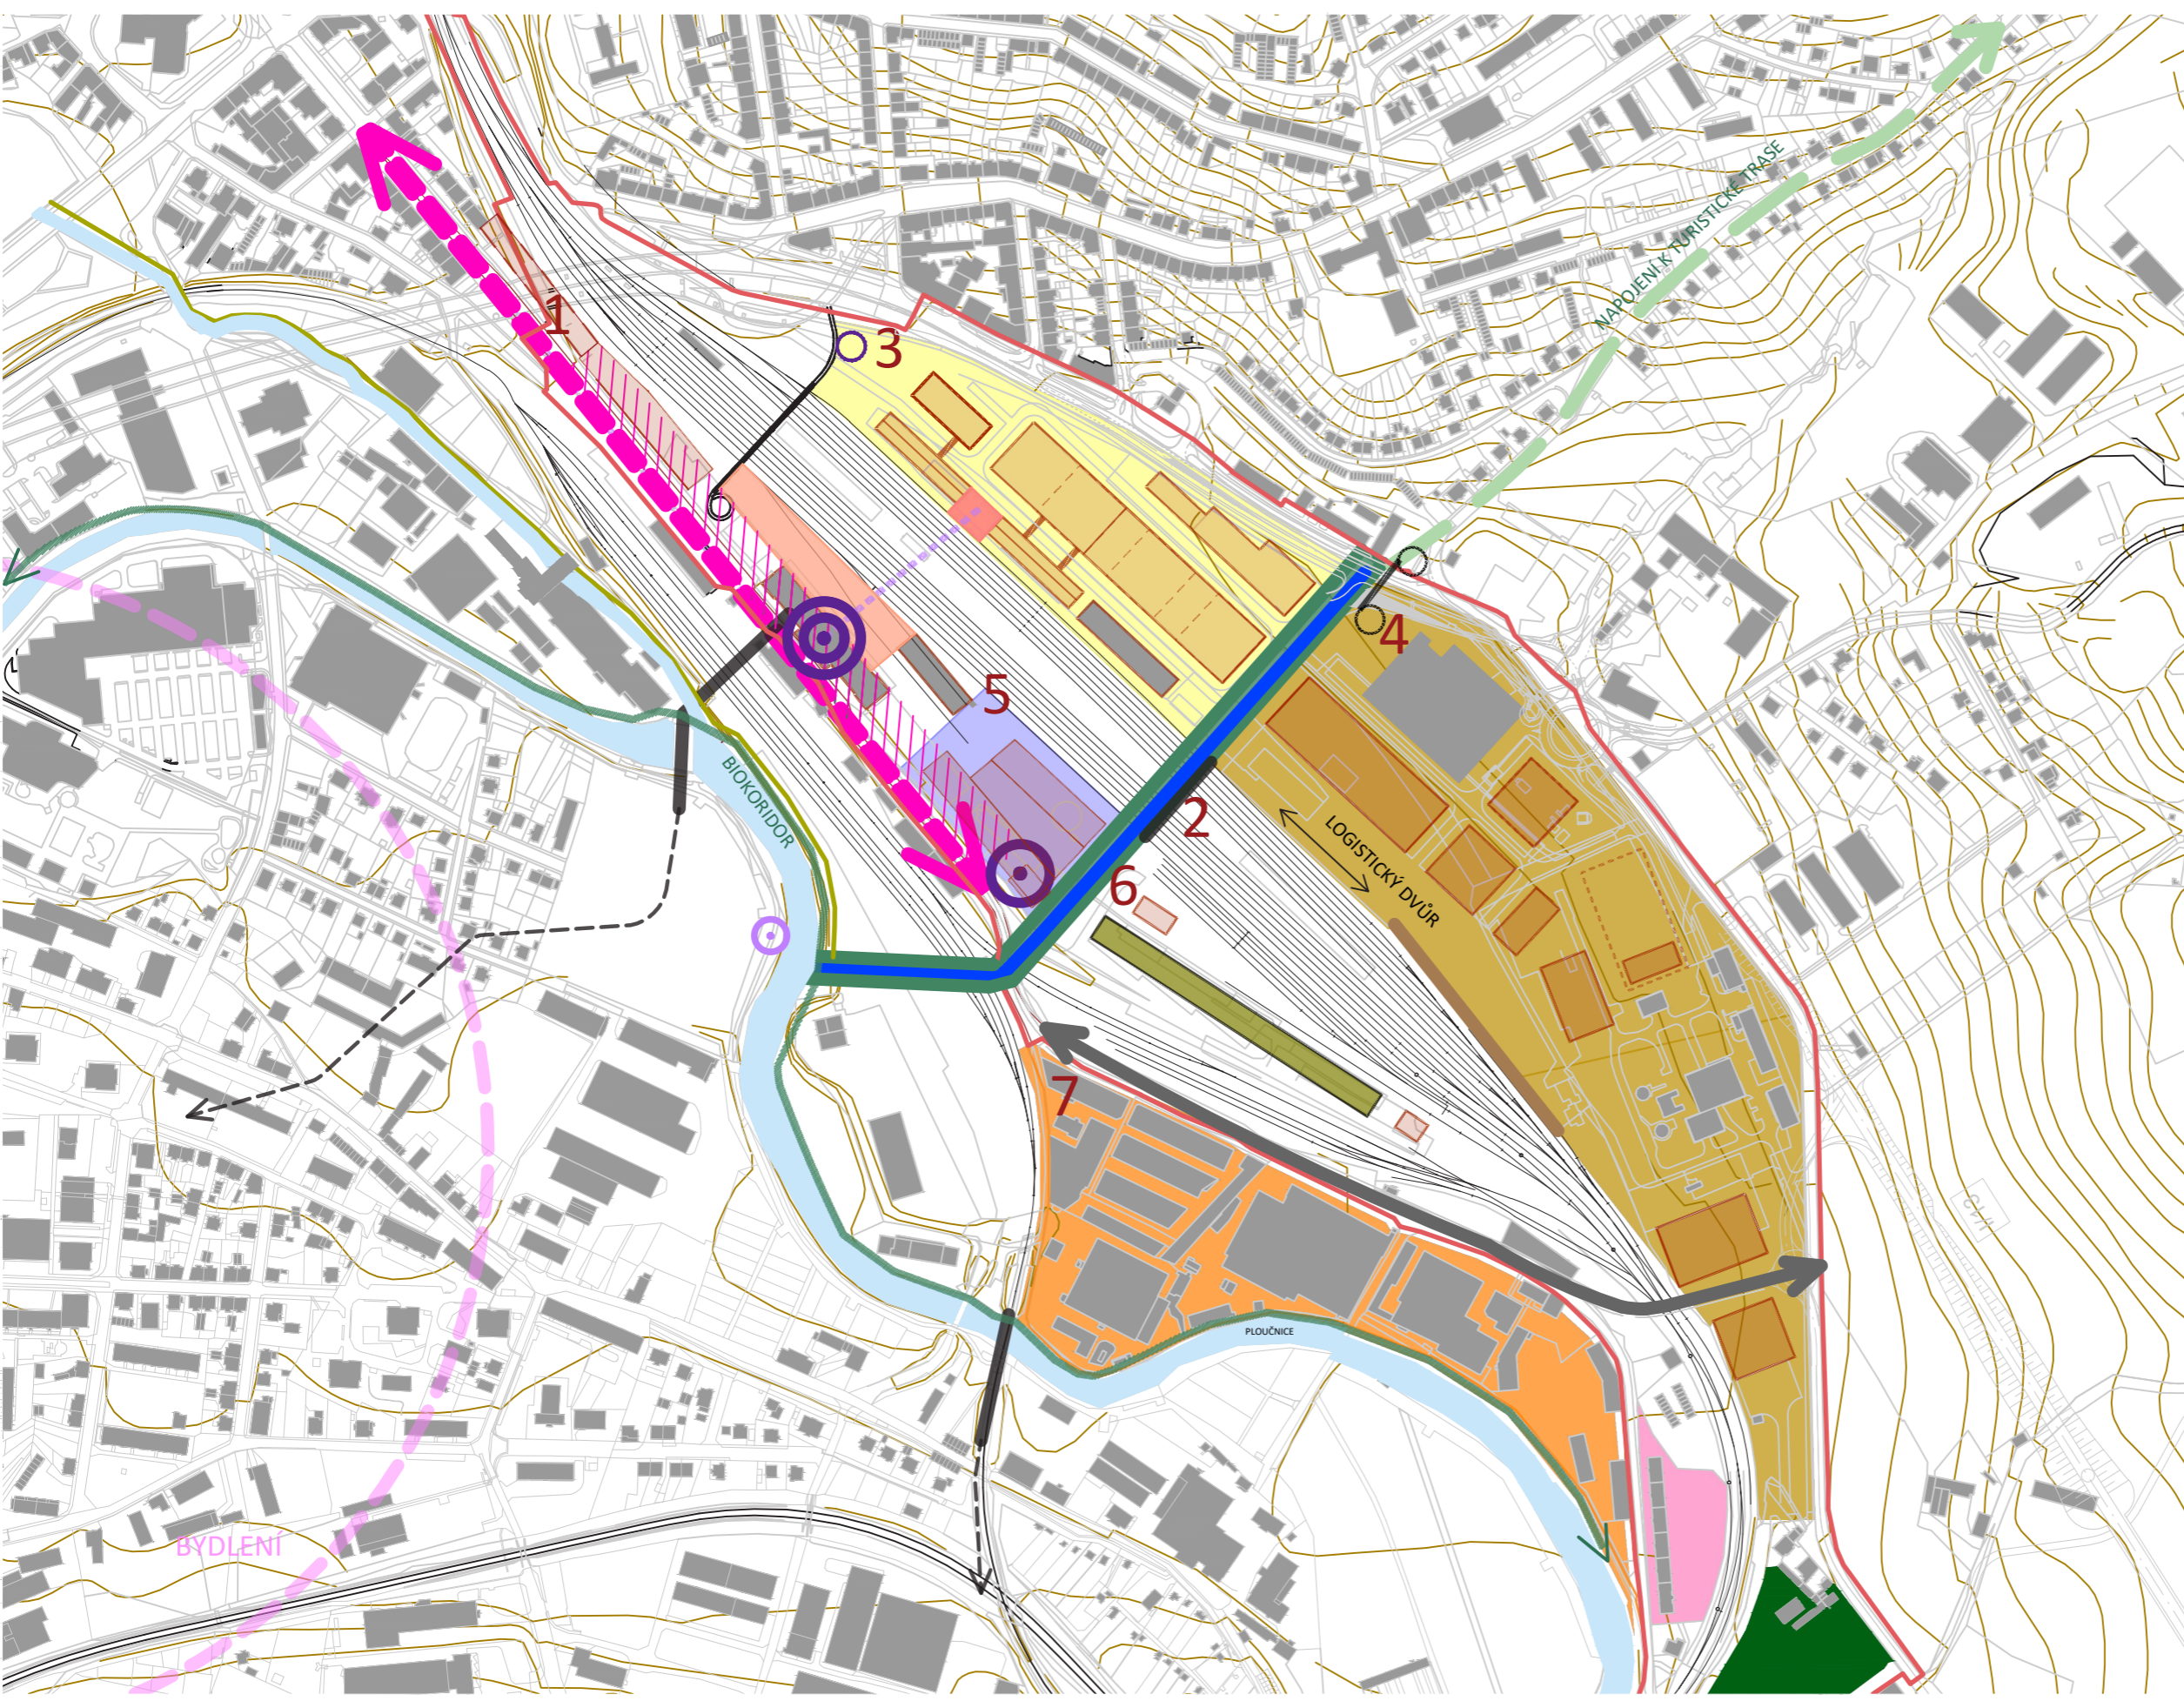 NAPOJENÍ K TURISTICKÉ TRASE
1
3
4
5
BIOKORIDOR
2
LOGISTICKÝ DVŮR
6
7
PLOUČNICE
BYDLENÍ